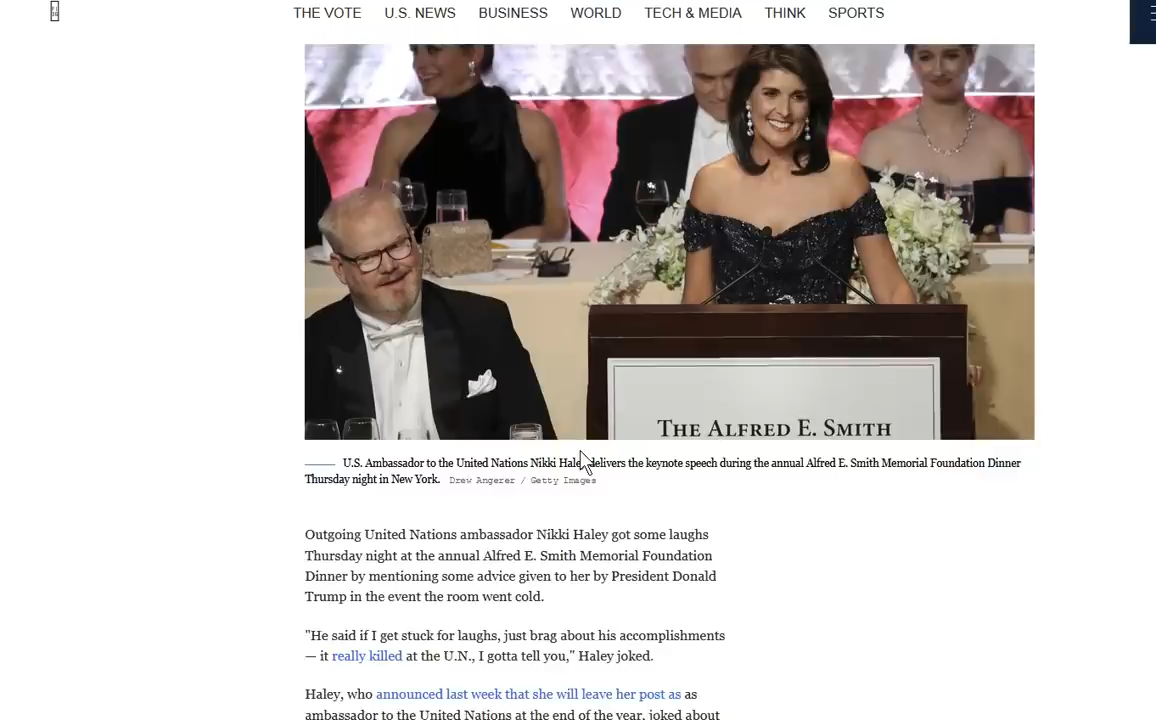 THE VOTE U.S. NEWS BUSINESS WORLD TECH & MEDIA THINK SPORTS
THE ALFRED E. SMITH
U.S. Ambassador to the United Nations Nikki Haley delivers the keynote speech during the annual Alfred E. Smith Memorial Foundation Dinner
Thursday night in New York. Drew Angerer / Getty Images
Outgoing United Nations ambassador Nikki Haley got some laughs
Thursday night at the annual Alfred E. Smith Memorial Foundation
Dinner by mentioning some advice given to her by President Donald
Trump in the event the room went cold.
"He said if I get stuck for laughs, just brag about his accomplishments
— it really killed at the U.N., I gotta tell you," Haley joked.
Haley, who announced last week that she will leave her post as as
ambassador to the United Nations at the end of the year, joked about